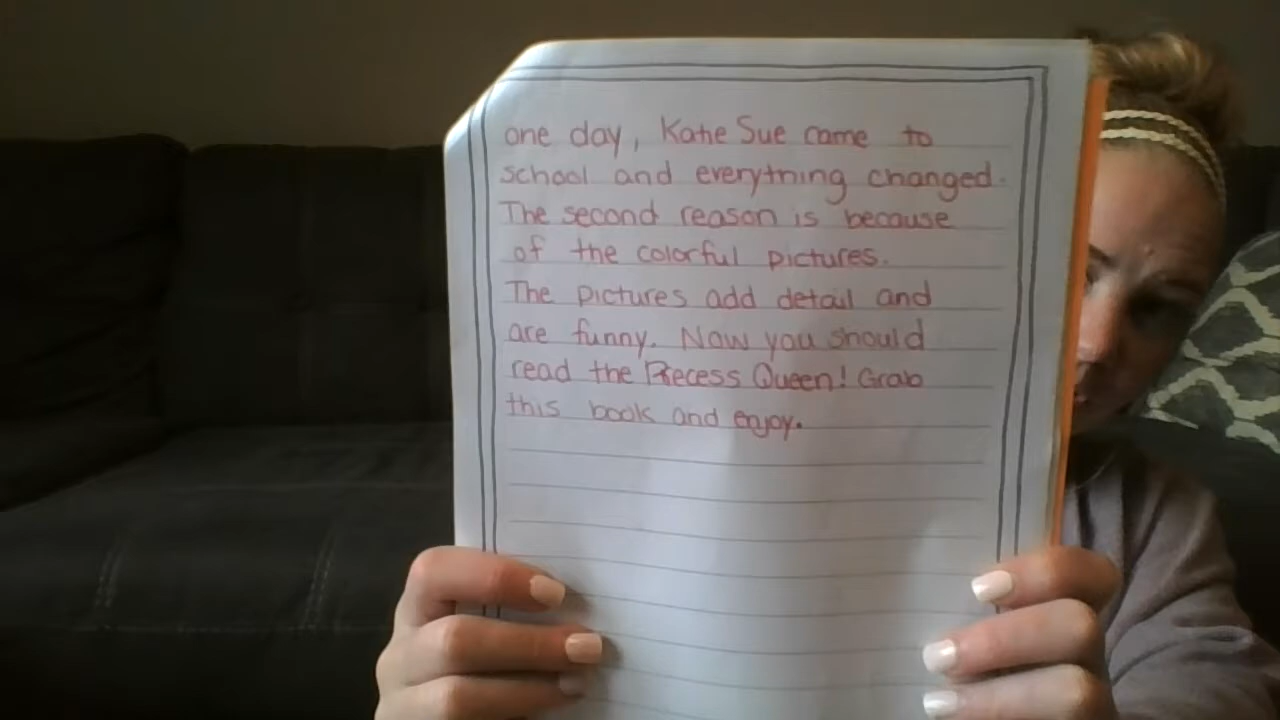 one day, Katie Sue came to
school and everything changed.
The second reason is because
of the colorful pictures.
The pictures add detail and
are funny. Now you should
read the Recess Queen! Grab
this book and enjoy.